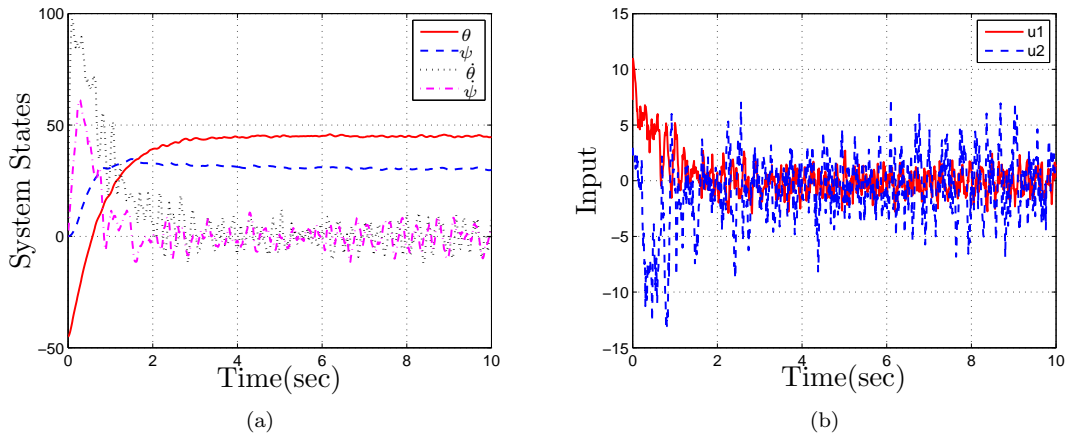 100
50
0
−50
System States
0 2 4 6 8 10
Time(sec)
θ
ψ
θ̇
ψ̇
(a)
15
10
5
0
−5
−10
−15
Input
0 2 4 6 8 10
Time(sec)
u1
u2
(b)